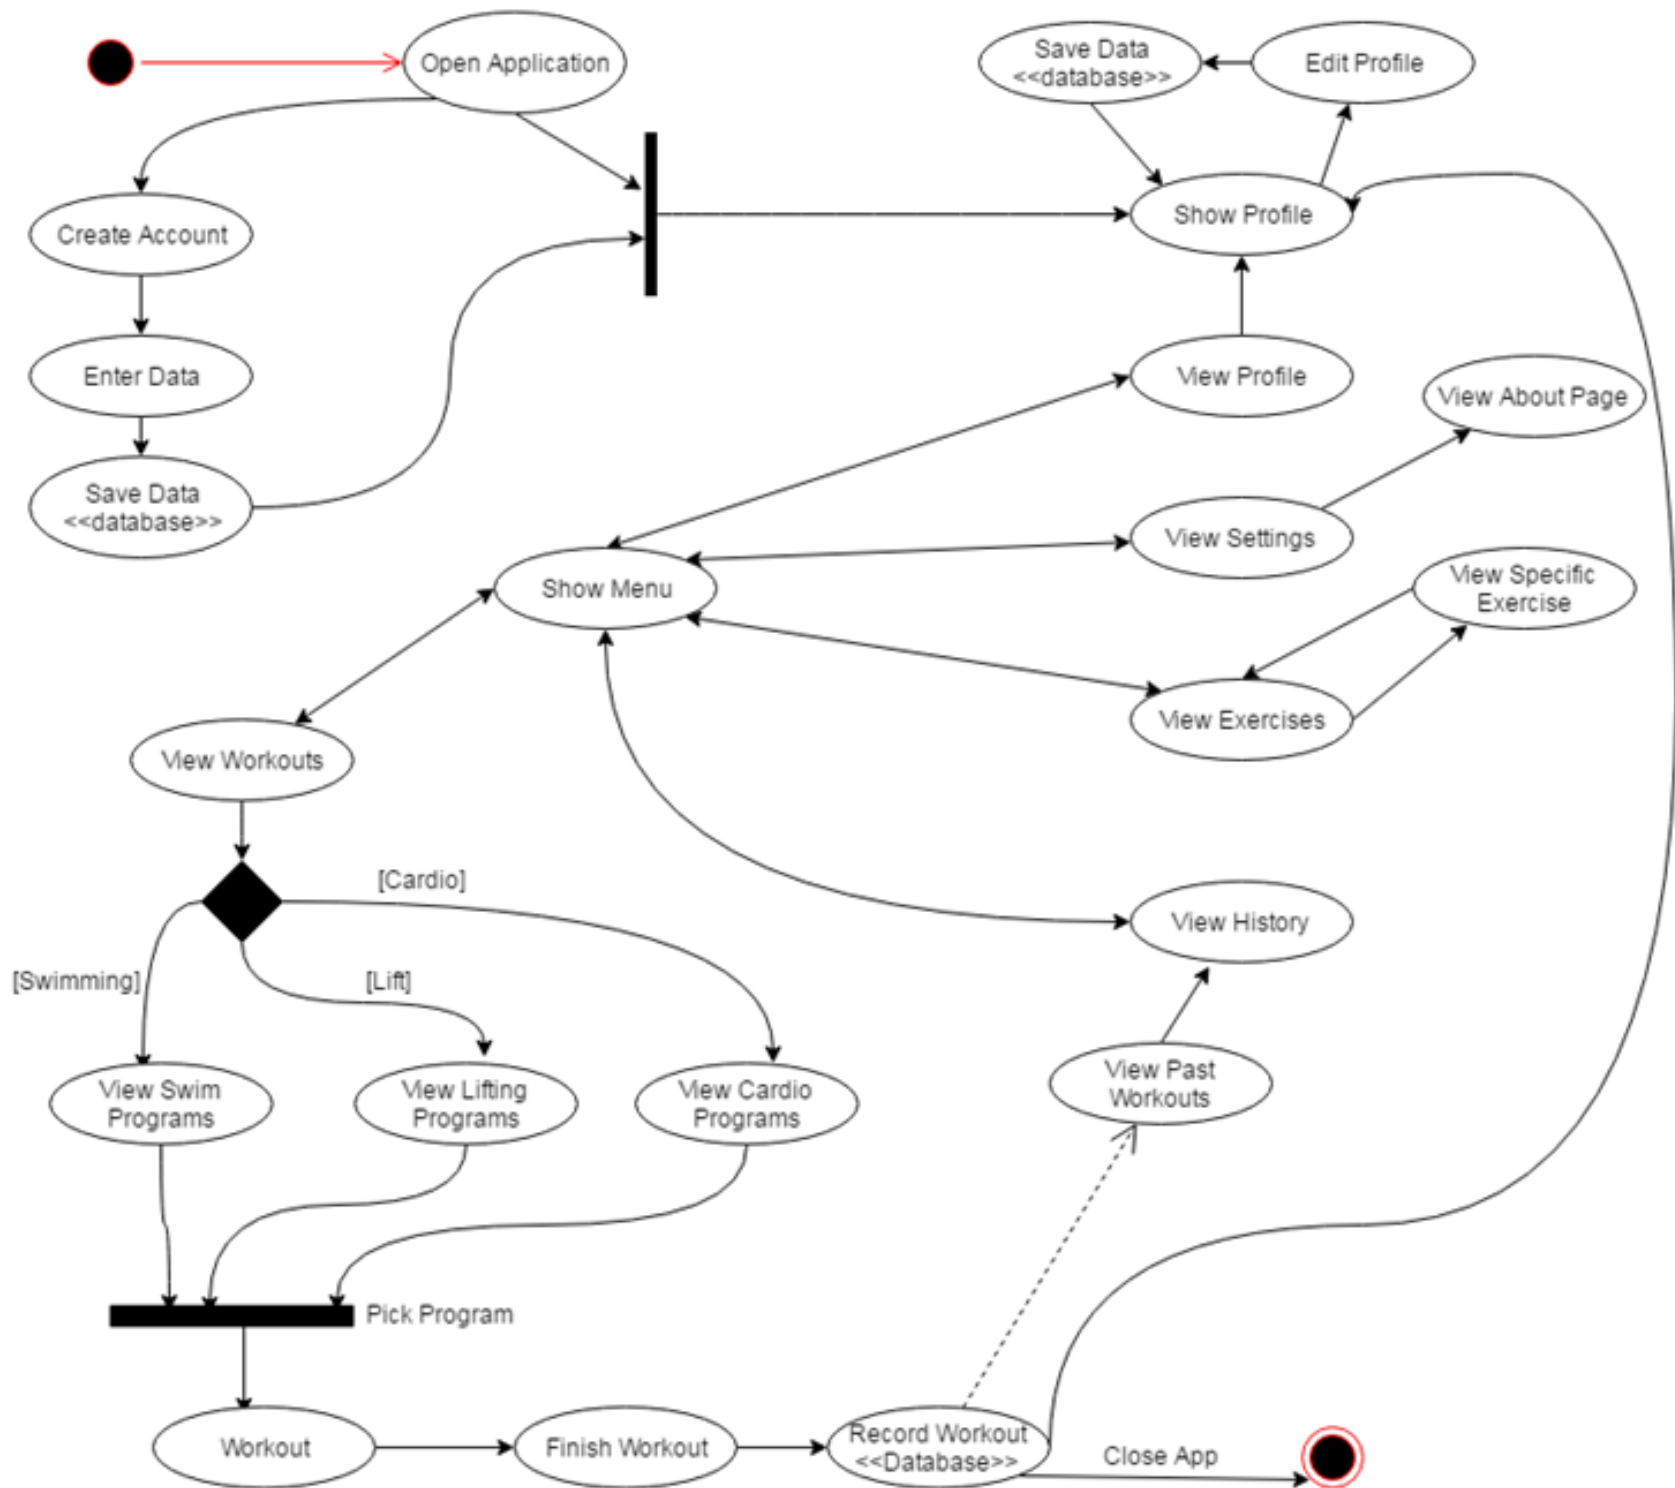 Open Application
Save Data
<<database>>
Edit Profile
Create Account
Show Profile
Enter Data
View Profile
View About Page
Save Data
<<database>>
View Settings
Show Menu
View Specific
Exercise
View Exercises
View Workouts
[Cardio]
View History
[Swimming]
[Lift]
View Swim
Programs
View Lifting
Programs
View Cardio
Programs
View Past
Workouts
Pick Program
Workout
Finish Workout
Record Workout
<<Database>>
Close App